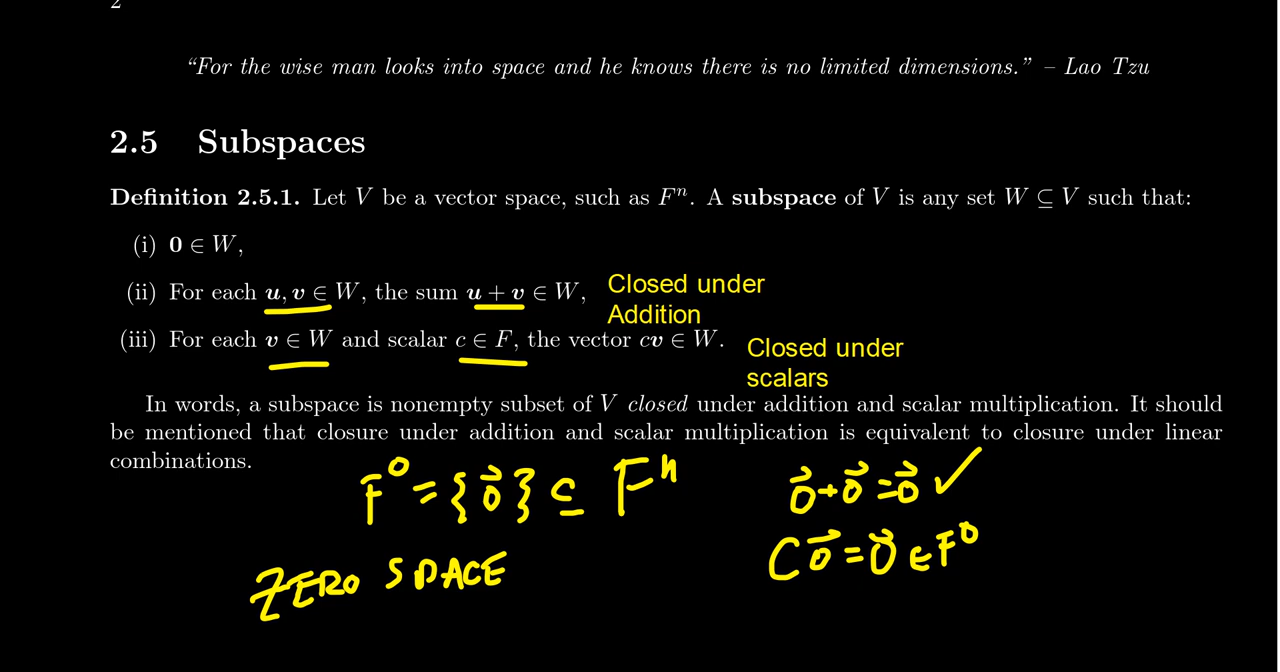 2
“For the wise man looks into space and he knows there is no limited dimensions.” – Lao Tzu
2.5 Subspaces
Definition 2.5.1. Let V be a vector space, such as Fⁿ. A subspace of V is any set W ⊆ V such that:
(i) 0 ∈ W,
(ii) For each u, v ∈ W, the sum u + v ∈ W,
Closed under
Addition
(iii) For each v ∈ W and scalar c ∈ F, the vector cv ∈ W.
Closed under
scalars
In words, a subspace is nonempty subset of V closed under addition and scalar multiplication. It should
be mentioned that closure under addition and scalar multiplication is equivalent to closure under linear
combinations.
F⁰ = {0⃗} ⊆ Fⁿ
0⃗+0⃗=0⃗ ✓
C0⃗=0⃗ ∈ F⁰
ZERO SPACE